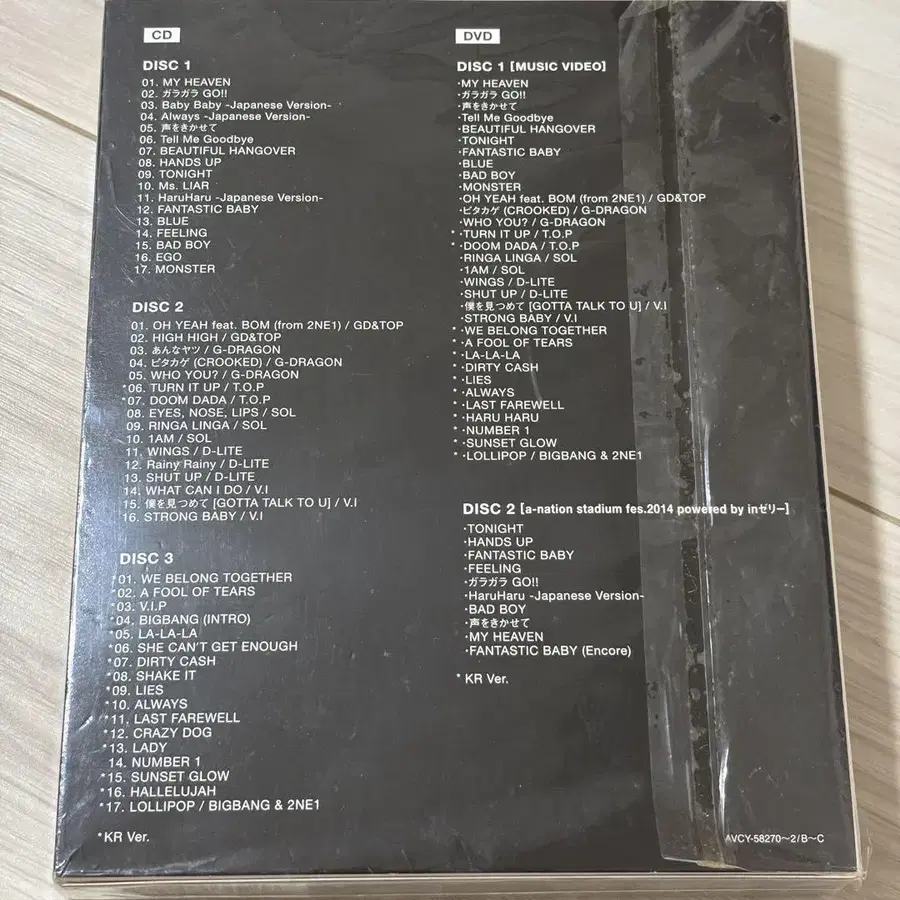 CD
DISC 1
01. MY HEAVEN
02. ガラガラ GO!!
03. Baby Baby -Japanese Version-
04. Always -Japanese Version-
05. 声をきかせて
06. Tell Me Goodbye
07. BEAUTIFUL HANGOVER
08. HANDS UP
09. TONIGHT
10. Ms. LIAR
11. HaruHaru -Japanese Version-
12. FANTASTIC BABY
13. BLUE
14. FEELING
15. BAD BOY
16. EGO
17. MONSTER
DISC 2
01. OH YEAH feat. BOM (from 2NE1) / GD&TOP
02. HIGH HIGH / GD&TOP
03. あんなヤツ / G-DRAGON
04. ピタカゲ (CROOKED) / G-DRAGON
05. WHO YOU? / G-DRAGON
*06. TURN IT UP / T.O.P
*07. DOOM DADA / T.O.P
08. EYES, NOSE, LIPS / SOL
09. RINGA LINGA / SOL
10. 1AM / SOL
11. WINGS / D-LITE
12. Rainy Rainy / D-LITE
13. SHUT UP / D-LITE
14. WHAT CAN I DO / V.I
15. 僕を見つめて [GOTTA TALK TO U] / V.I
16. STRONG BABY / V.I
DISC 3
*01. WE BELONG TOGETHER
*02. A FOOL OF TEARS
*03. V.I.P
*04. BIGBANG (INTRO)
*05. LA-LA-LA
*06. SHE CAN'T GET ENOUGH
*07. DIRTY CASH
*08. SHAKE IT
*09. LIES
*10. ALWAYS
*11. LAST FAREWELL
*12. CRAZY DOG
*13. LADY
14. NUMBER 1
*15. SUNSET GLOW
*16. HALLELUJAH
*17. LOLLIPOP / BIGBANG & 2NE1
*KR Ver.
DVD
DISC 1 [MUSIC VIDEO]
·MY HEAVEN
·ガラガラ GO!!
·声をきかせて
·Tell Me Goodbye
·BEAUTIFUL HANGOVER
·TONIGHT
·FANTASTIC BABY
·BLUE
·BAD BOY
·MONSTER
·OH YEAH feat. BOM (from 2NE1) / GD&TOP
·ピタカゲ (CROOKED) / G-DRAGON
·WHO YOU? / G-DRAGON
* ·TURN IT UP / T.O.P
* ·DOOM DADA / T.O.P
·RINGA LINGA / SOL
·1AM / SOL
·WINGS / D-LITE
·SHUT UP / D-LITE
·僕を見つめて [GOTTA TALK TO U] / V.I
·STRONG BABY / V.I
* ·WE BELONG TOGETHER
* ·A FOOL OF TEARS
* ·LA-LA-LA
* ·DIRTY CASH
* ·LIES
* ·ALWAYS
* ·LAST FAREWELL
* ·HARU HARU
* ·NUMBER 1
* ·SUNSET GLOW
* ·LOLLIPOP / BIGBANG & 2NE1
DISC 2 [a-nation stadium fes.2014 powered by inゼリー]
·TONIGHT
·HANDS UP
·FANTASTIC BABY
·FEELING
·ガラガラ GO!!
·HaruHaru -Japanese Version-
·BAD BOY
·声をきかせて
·MY HEAVEN
·FANTASTIC BABY (Encore)
* KR Ver.
AVCY-58270〜2/B〜C